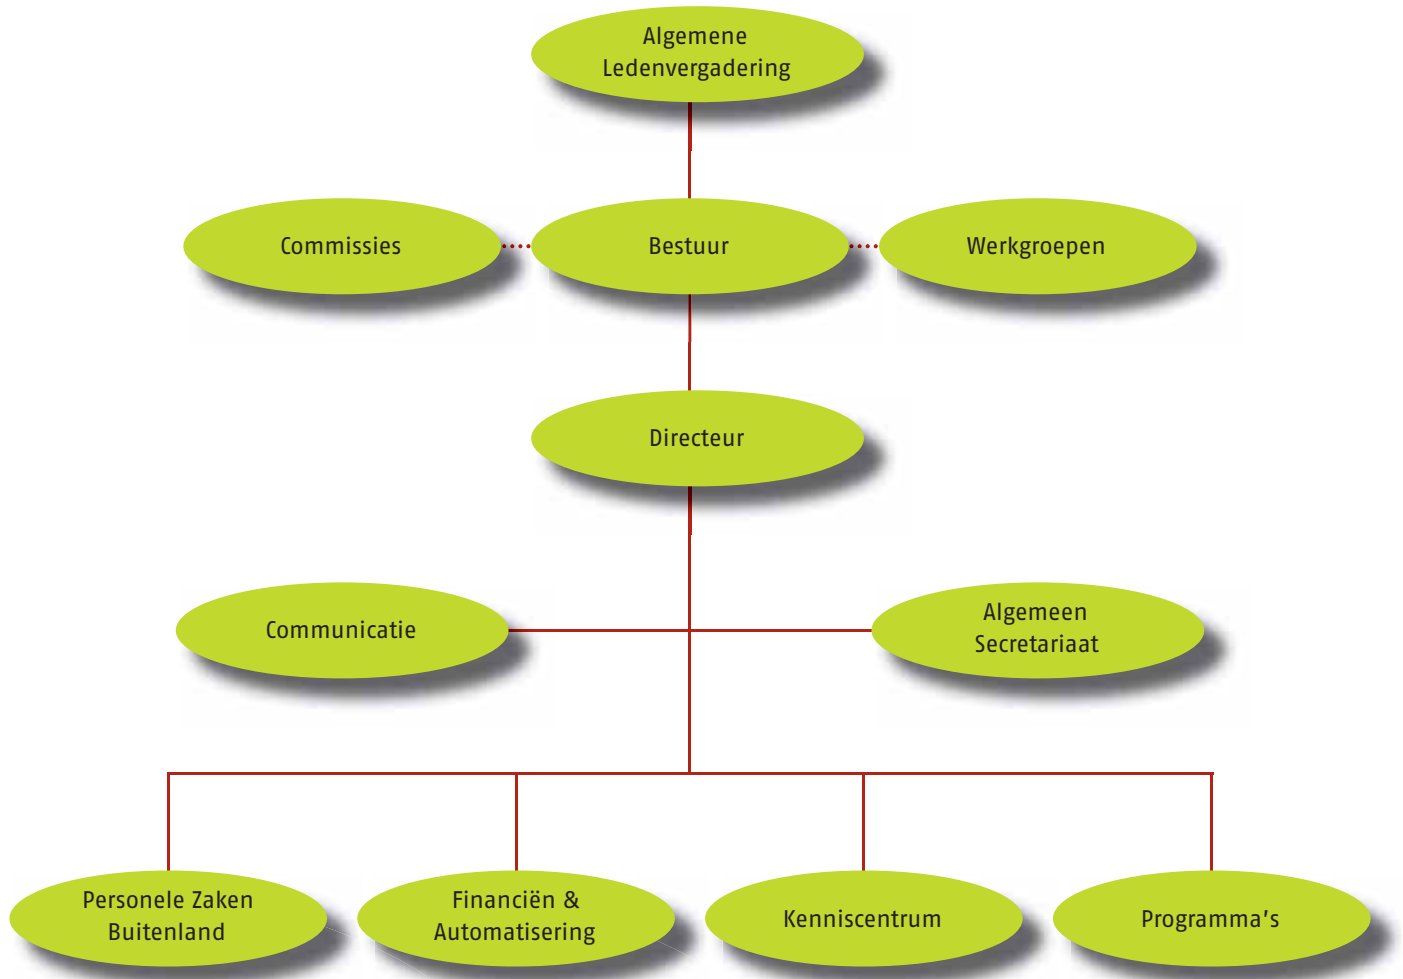 Algemene
Ledenvergadering
Commissies
Bestuur
Werkgroepen
Directeur
Communicatie
Algemeen
Secretariaat
Personele Zaken
Buitenland
Financiën &
Automatisering
Kenniscentrum
Programma's